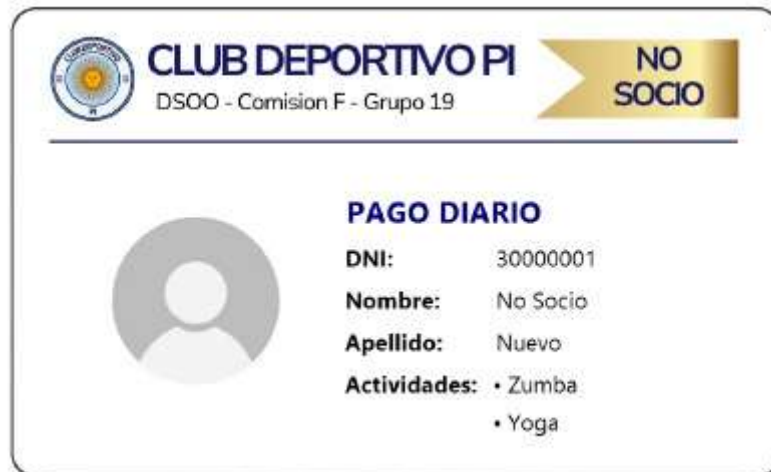 CLUB DEPORTIVO PI
DSOO - Comision F - Grupo 19
NO
SOCIO
PAGO DIARIO
DNI: 30000001
Nombre: No Socio
Apellido: Nuevo
Actividades: • Zumba
• Yoga